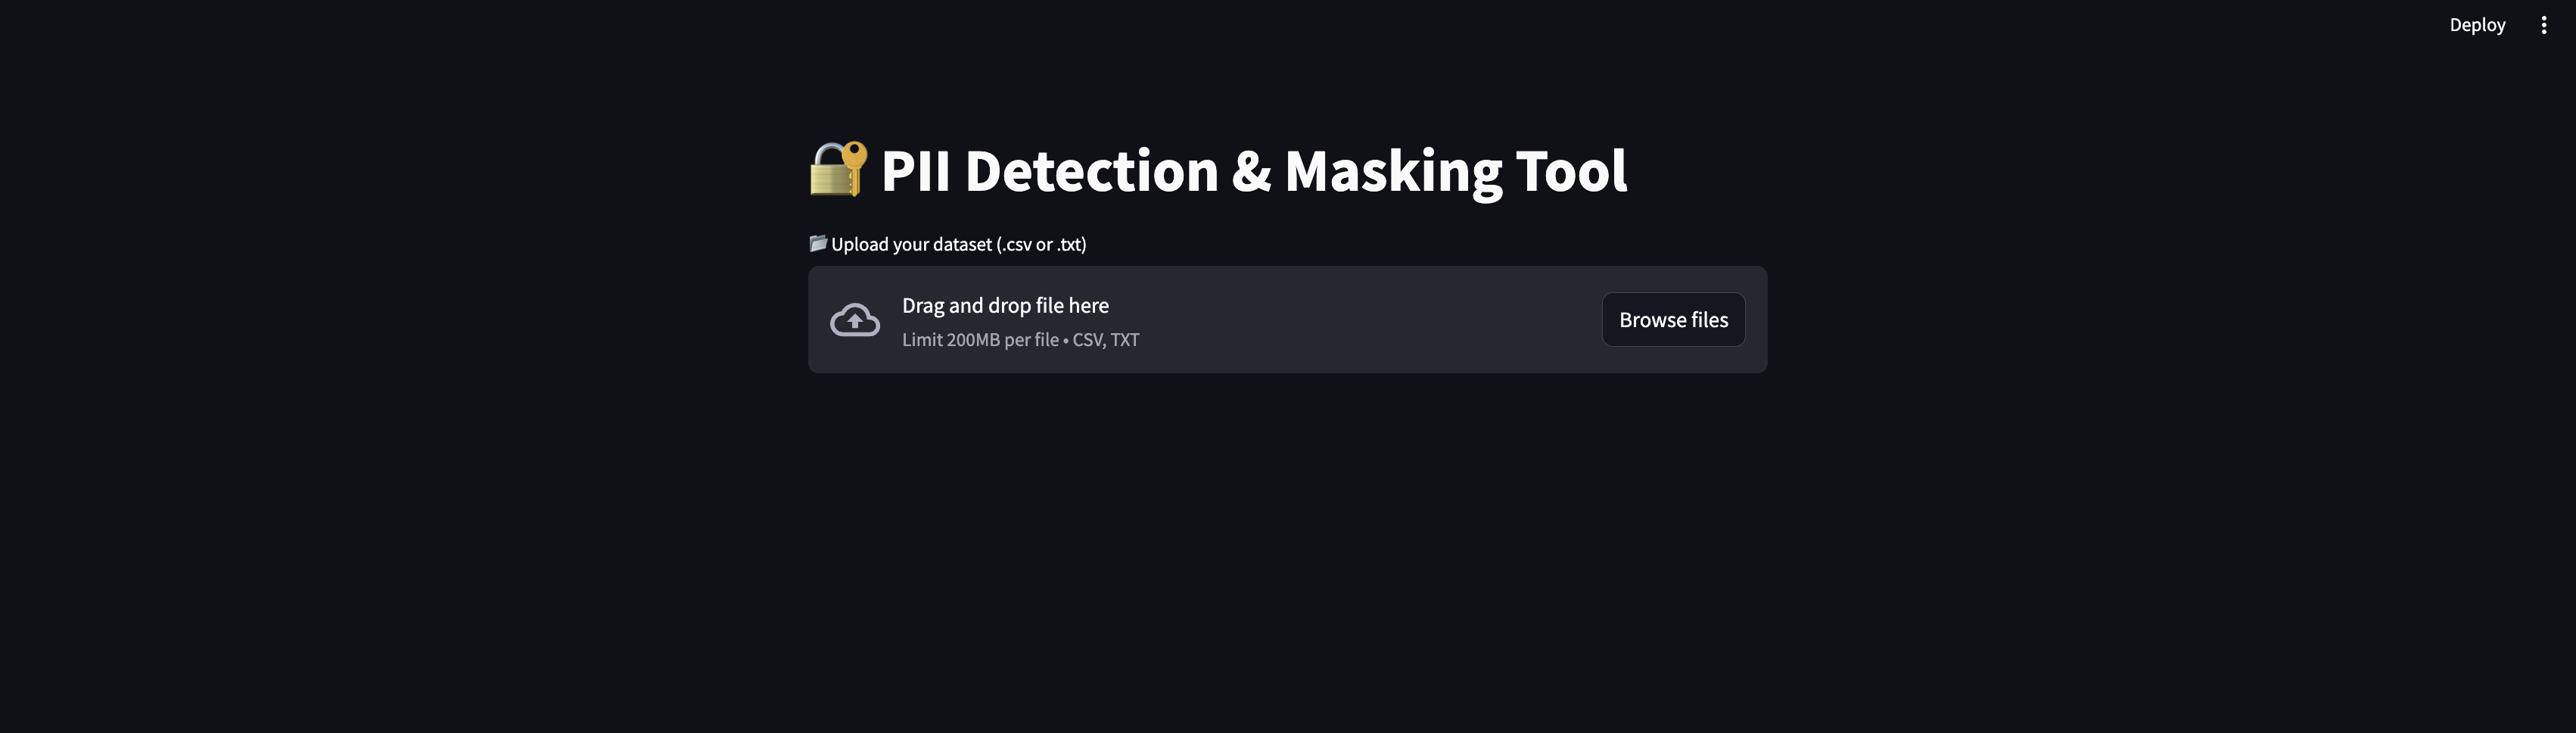 Deploy
PII Detection & Masking Tool
Upload your dataset (.csv or .txt)
Drag and drop file here
Limit 200MB per file • CSV, TXT
Browse files